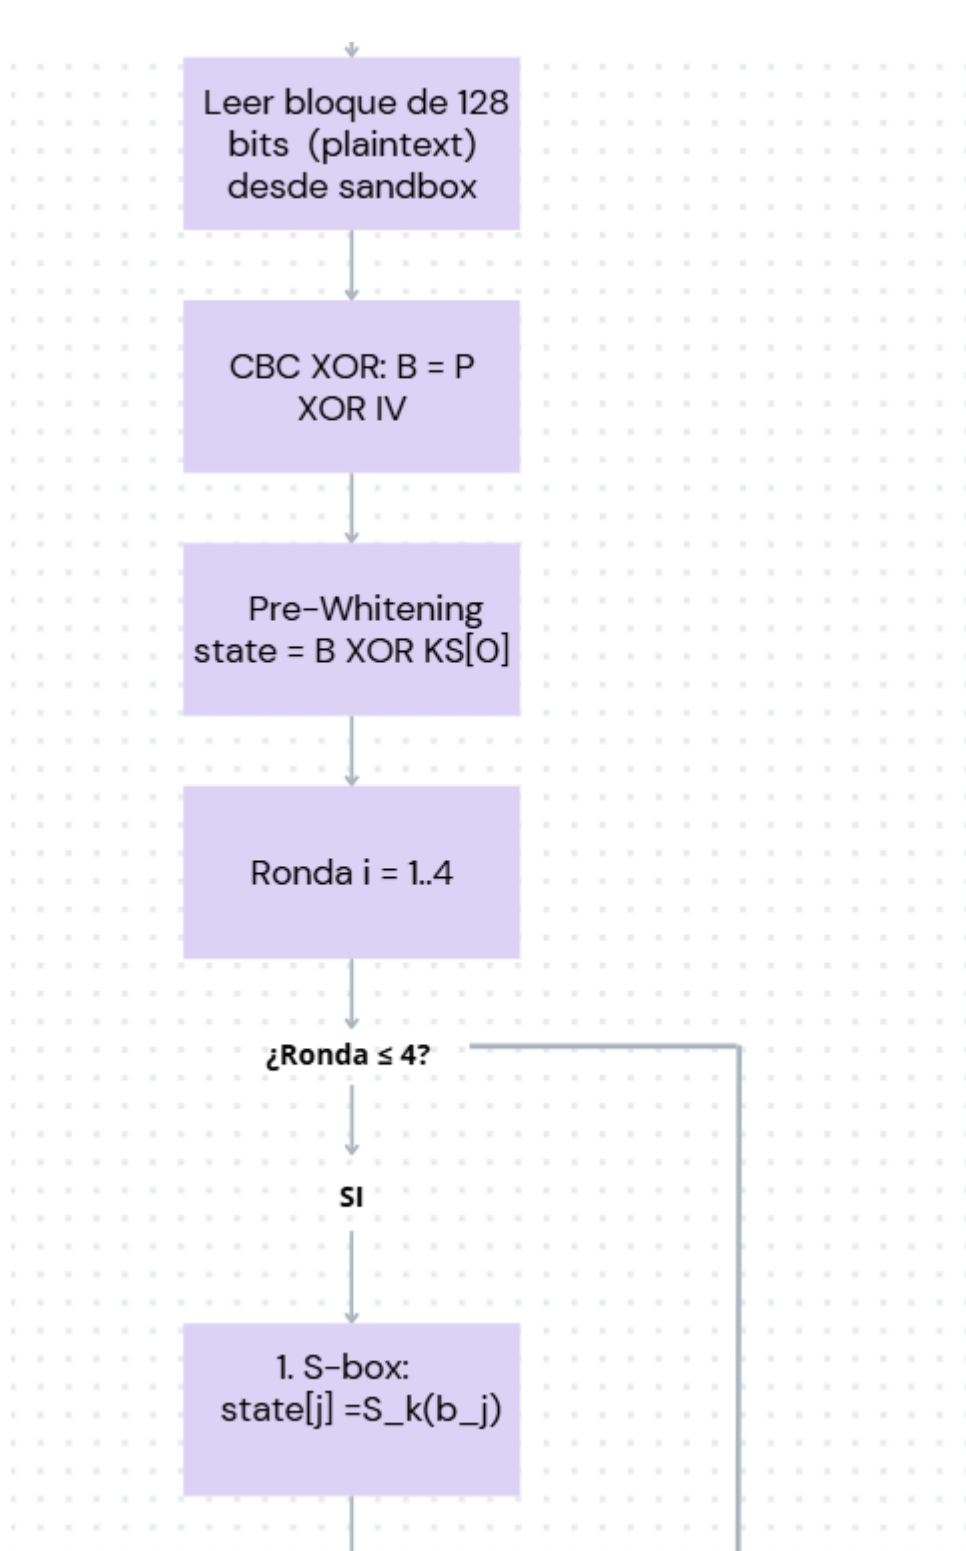 Leer bloque de 128
bits (plaintext)
desde sandbox
CBC XOR: B = P
XOR IV
Pre-Whitening
state = B XOR KS[0]
Ronda i = 1..4
¿Ronda ≤ 4?
SI
1. S-box:
state[j] =S_k(b_j)